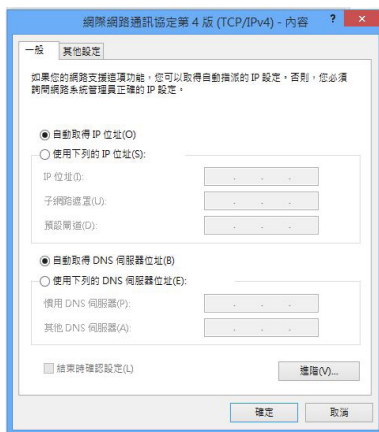 網際網路通訊協定第 4 版 (TCP/IPv4) - 內容
?
一般
其他設定
如果您的網路支援這項功能，您可以取得自動指派的 IP 設定。否則，您必須
詢問網路系統管理員正確的 IP 設定。
自動取得 IP 位址(O)
使用下列的 IP 位址(S):
IP 位址(I):
子網路遮罩(U):
預設閘道(D):
自動取得 DNS 伺服器位址(B)
使用下列的 DNS 伺服器位址(E):
慣用 DNS 伺服器(P):
其他 DNS 伺服器(A):
結束時確認設定(L)
進階(V)...
確定
取消